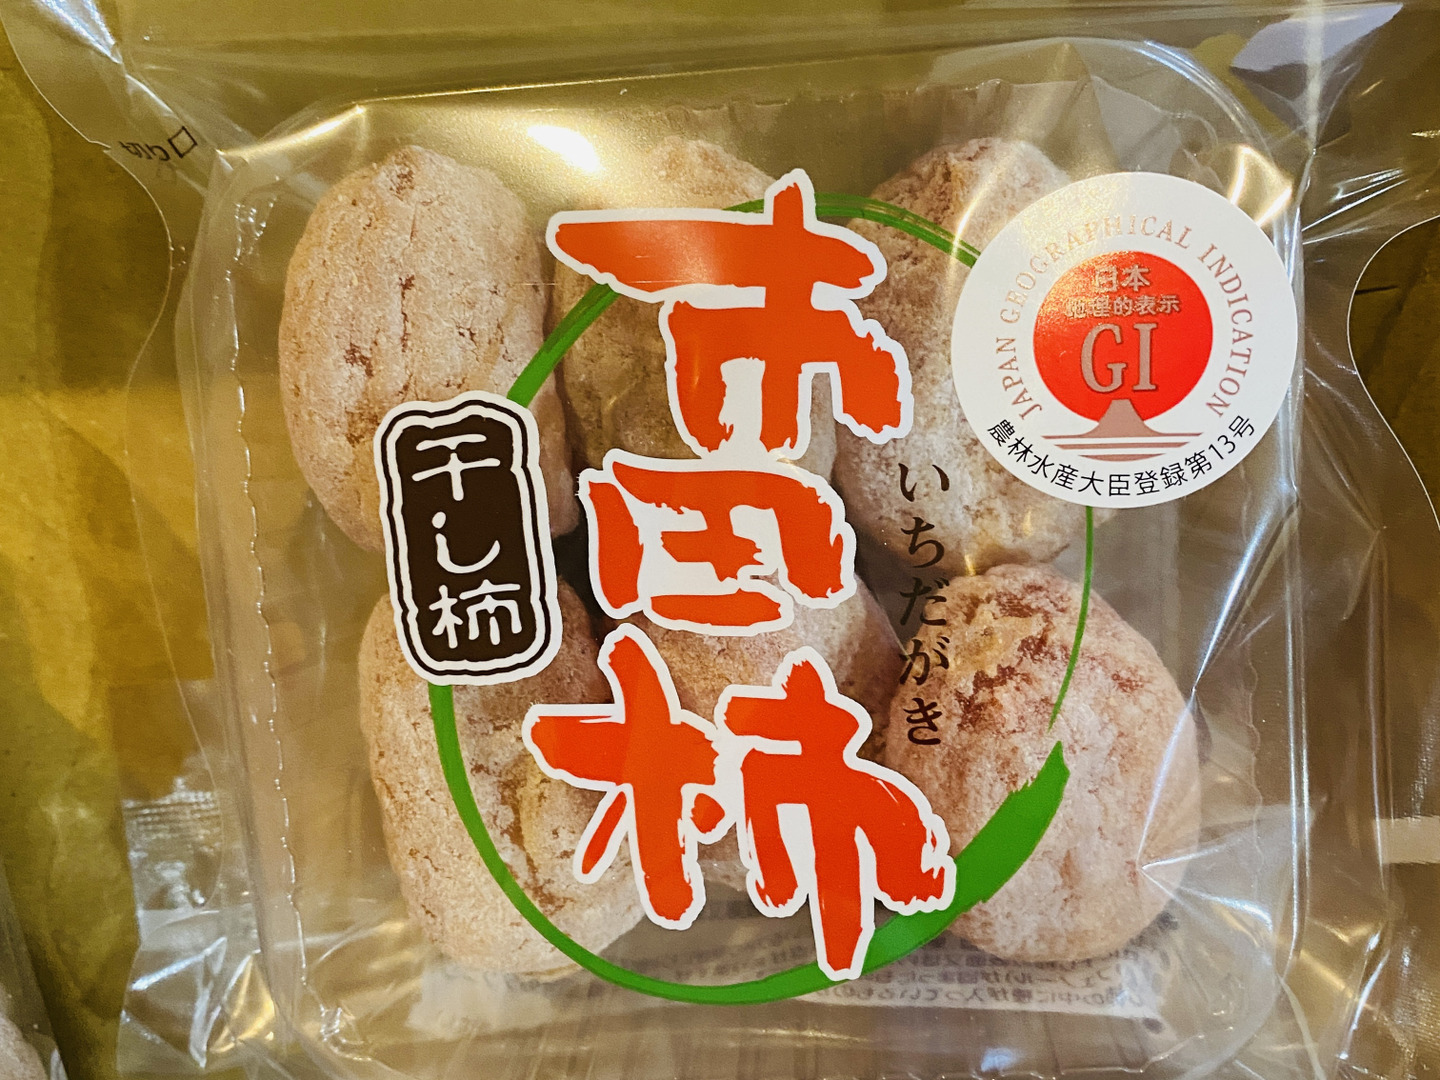 切り口
市田柿
いちだがき
干し柿
JAPAN GEOGRAPHICAL INDICATION
日本
地理的表示
GI
農林水産大臣登録第13号